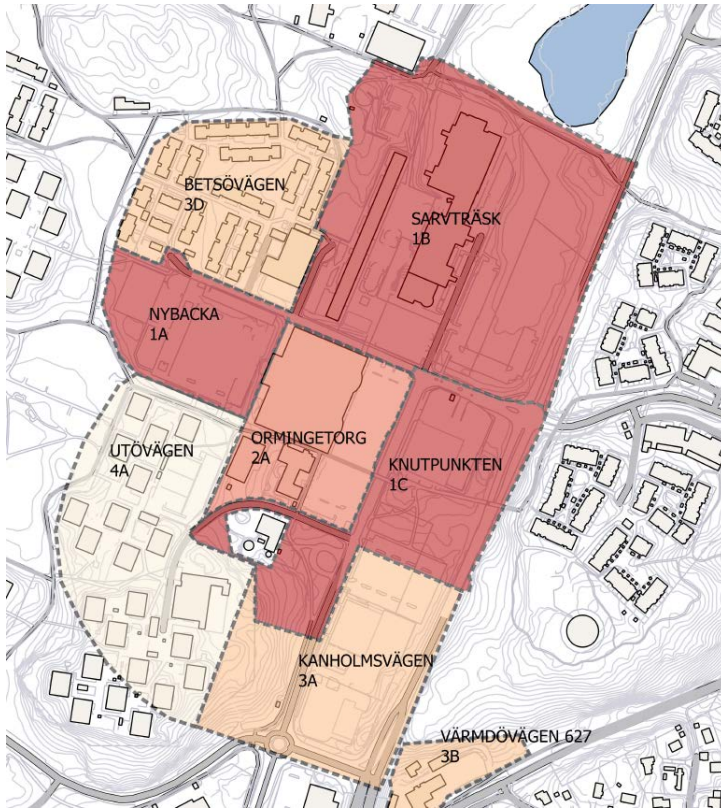 BETSÖVÄGEN
3D
SARVTRÄSK
1B
NYBACKA
1A
UTÖVÄGEN
4A
ORMINGETORG
2A
KNUTPUNKTEN
1C
KANHOLMSVÄGEN
3A
VÄRMDÖVÄGEN 627
3B